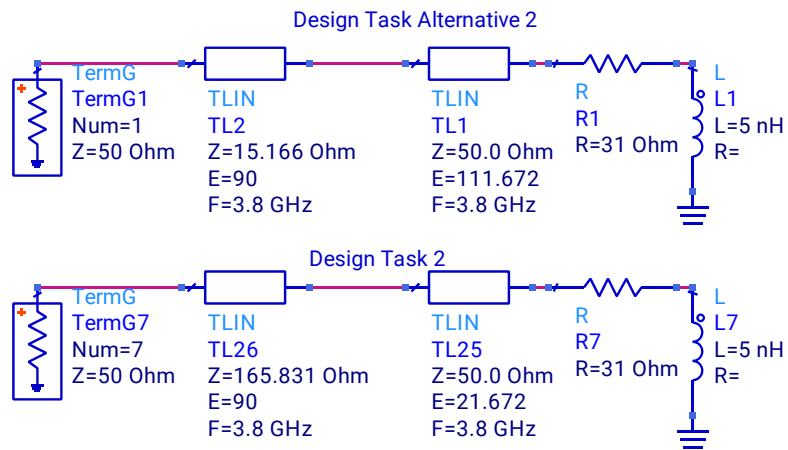 Design Task Alternative 2
TermG
TermG1
Num=1
Z=50 Ohm
TLIN
TL2
Z=15.166 Ohm
E=90
F=3.8 GHz
TLIN
TL1
Z=50.0 Ohm
E=111.672
F=3.8 GHz
R
R1
R=31 Ohm
L
L1
L=5 nH
R=
Design Task 2
TermG
TermG7
Num=7
Z=50 Ohm
TLIN
TL26
Z=165.831 Ohm
E=90
F=3.8 GHz
TLIN
TL25
Z=50.0 Ohm
E=21.672
F=3.8 GHz
R
R7
R=31 Ohm
L
L7
L=5 nH
R=